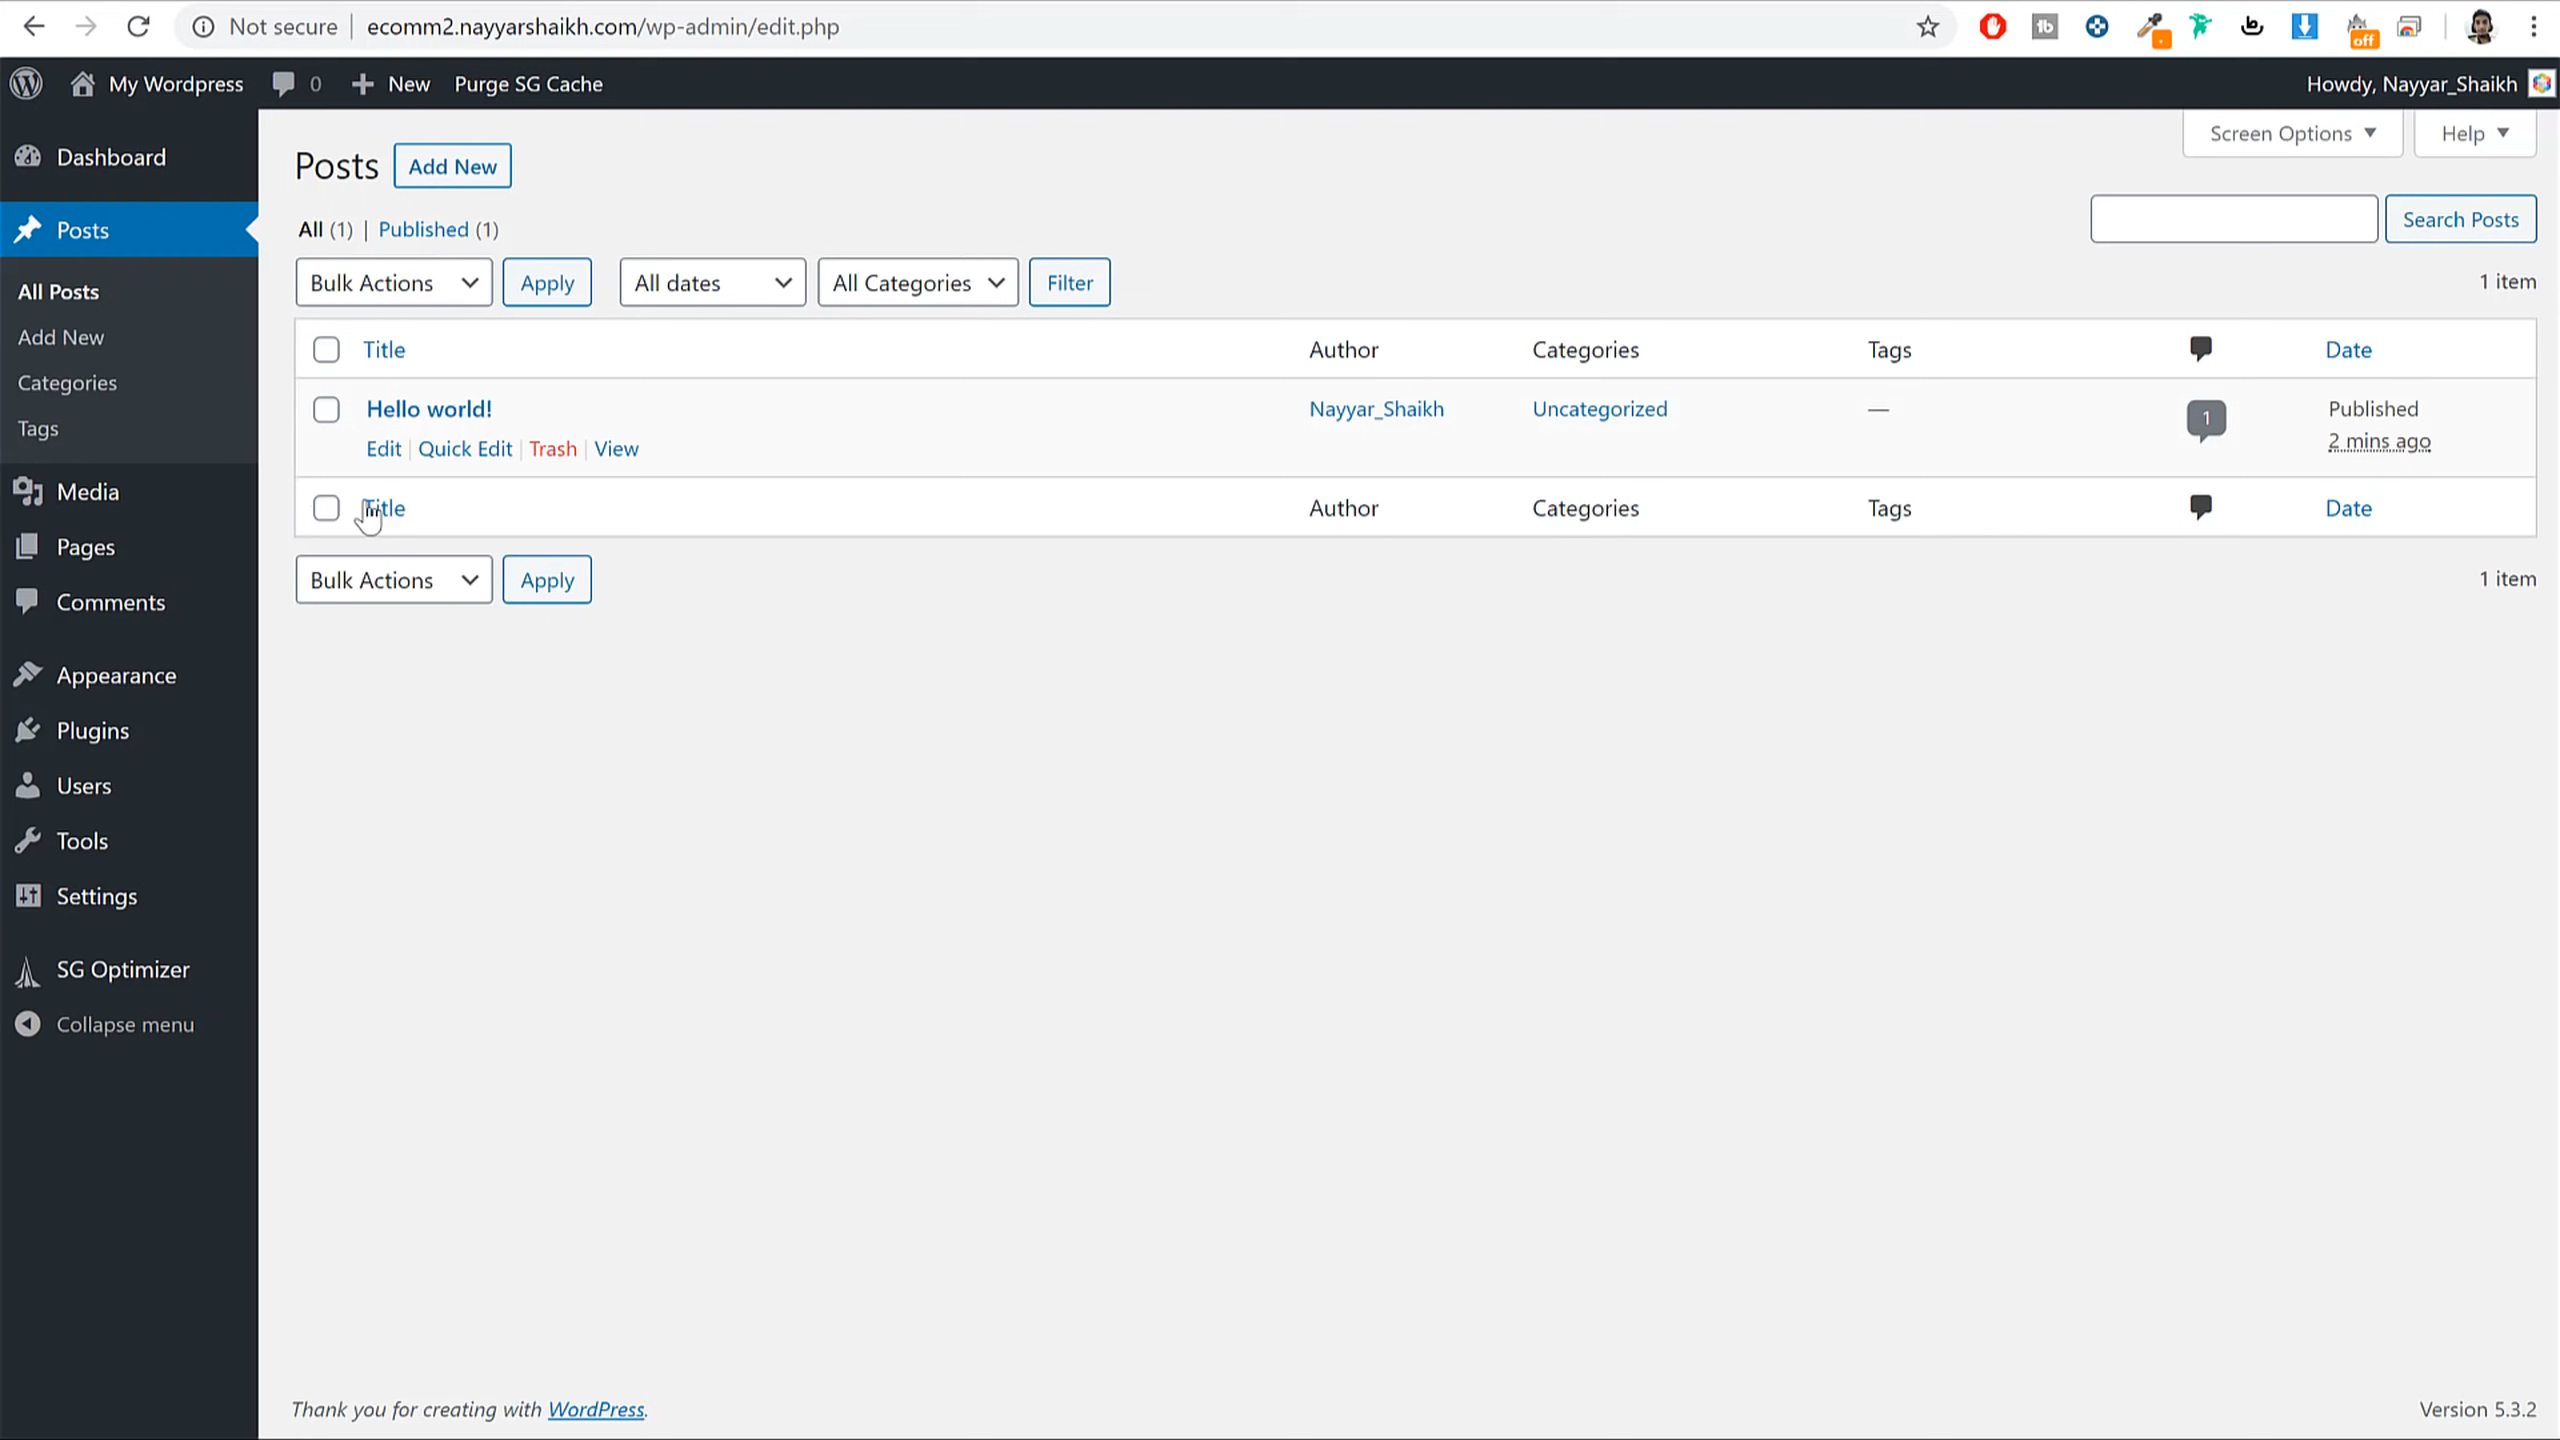 Not secure | ecomm2.nayyarshaikh.com/wp-admin/edit.php
off
My Wordpress 0 New Purge SG Cache Howdy, Nayyar_Shaikh
Screen Options Help
Dashboard
Posts
All Posts
Add New
Categories
Tags
Media
Pages
Comments
Appearance
Plugins
Users
Tools
Settings
SG Optimizer
Collapse menu
Posts Add New
All (1) | Published (1)
Search Posts
Bulk Actions Apply All dates All Categories Filter 1 item
Title Author Categories Tags Date
Hello world! Nayyar_Shaikh Uncategorized — 1 Published
Edit | Quick Edit | Trash | View 2 mins ago
Title Author Categories Tags Date
Bulk Actions Apply 1 item
Thank you for creating with WordPress. Version 5.3.2